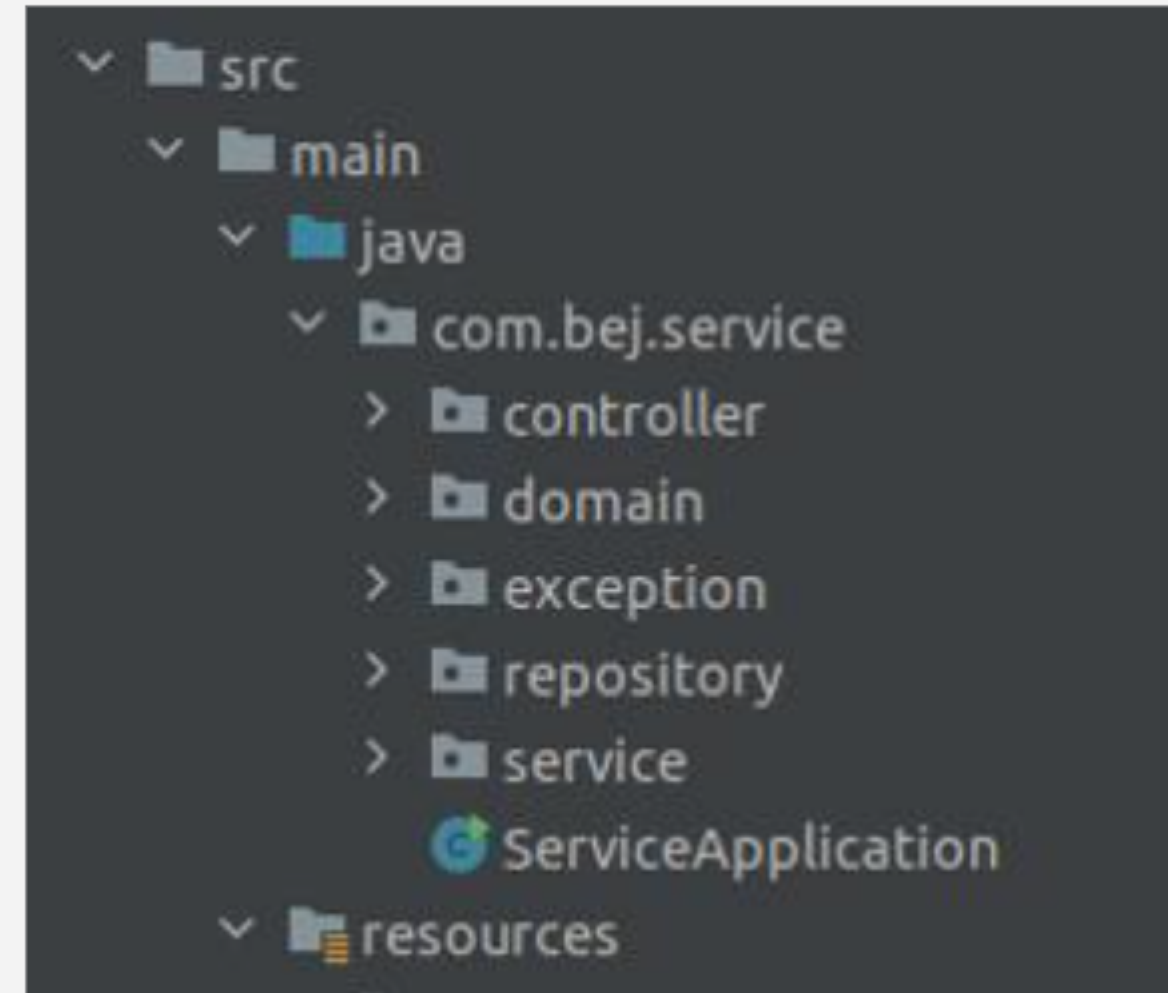 src
main
java
com.bej.service
controller
domain
exception
repository
service
ServiceApplication
resources